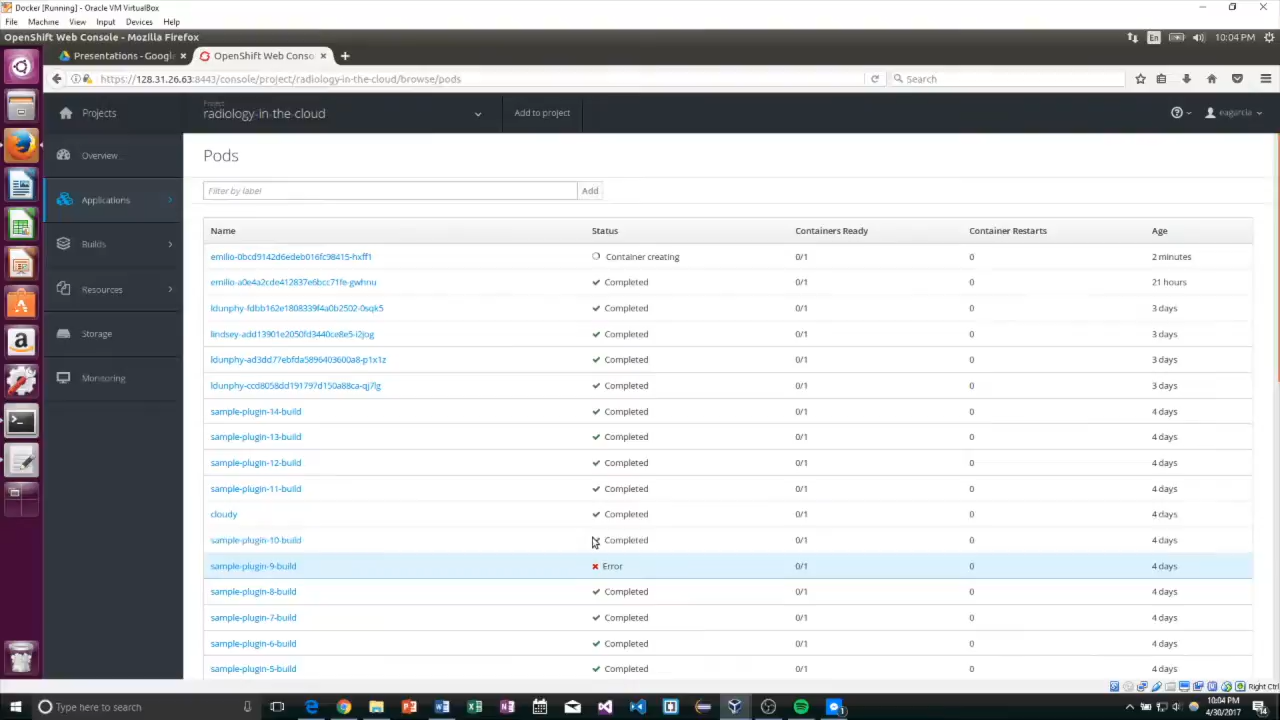 Docker [Running] - Oracle VM VirtualBox
File Machine View Input Devices Help
OpenShift Web Console - Mozilla Firefox
En
10:04 PM
Presentations - Google
OpenShift Web Conso
https://128.31.26.63:8443/console/project/radiology-in-the-cloud/browse/pods
Search
Projects
Project
radiology-in-the-cloud
Add to project
eagarcia
Overview
Applications
Builds
Resources
Storage
Monitoring
Pods
Filter by label
Add
Name Status Containers Ready Container Restarts Age
emilio-0bcd9142d6edeb016fc98415-hxff1 Container creating 0/1 0 2 minutes
emilio-a0e4a2cde412837e6bcc71fe-gwhnu Completed 0/1 0 21 hours
ldunphy-fdbb162e1808339f4a0b2502-0sqk5 Completed 0/1 0 3 days
lindsey-add13901e2050fd3440ce8e5-i2jog Completed 0/1 0 3 days
ldunphy-ad3dd77ebfda5896403600a8-p1x1z Completed 0/1 0 3 days
ldunphy-ccd8058dd191797d150a88ca-qj7lg Completed 0/1 0 3 days
sample-plugin-14-build Completed 0/1 0 4 days
sample-plugin-13-build Completed 0/1 0 4 days
sample-plugin-12-build Completed 0/1 0 4 days
sample-plugin-11-build Completed 0/1 0 4 days
cloudy Completed 0/1 0 4 days
sample-plugin-10-build Completed 0/1 0 4 days
sample-plugin-9-build Error 0/1 0 4 days
sample-plugin-8-build Completed 0/1 0 4 days
sample-plugin-7-build Completed 0/1 0 4 days
sample-plugin-6-build Completed 0/1 0 4 days
sample-plugin-5-build Completed 0/1 0 4 days
Right Ctrl
Type here to search
10:04 PM
4/30/2017